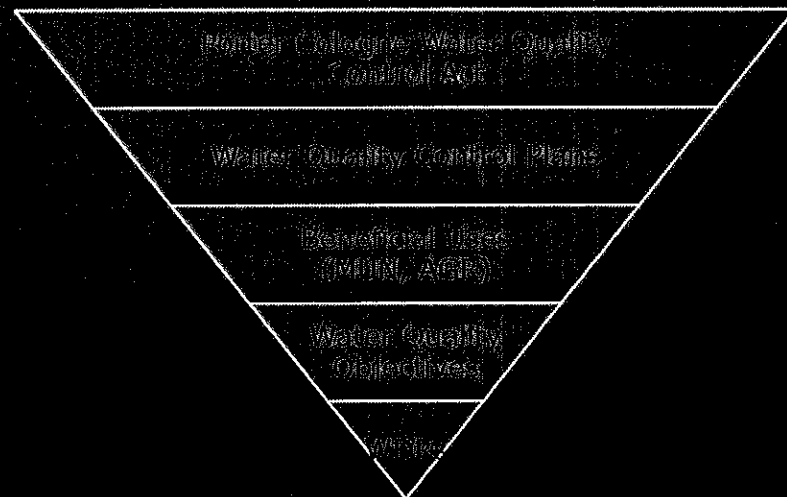 Porter Cologne Water Quality
Control Act
Water Quality Control Plans
Beneficial Uses
(MUN, AGR)
Water Quality
Objectives